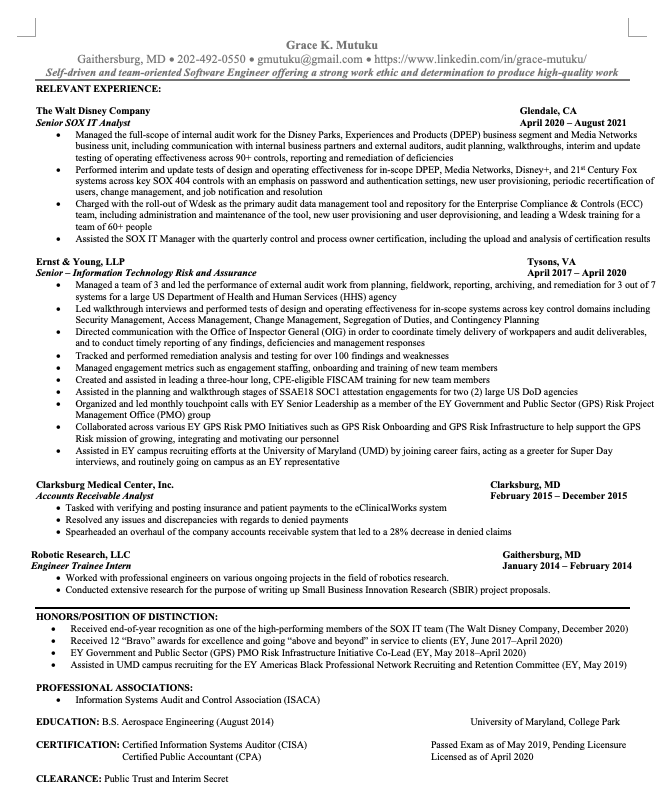 Grace K. Mutuku
Gaithersburg, MD • 202-492-0550 • gmutuku@gmail.com • https://www.linkedin.com/in/grace-mutuku/
Self-driven and team-oriented Software Engineer offering a strong work ethic and determination to produce high-quality work
RELEVANT EXPERIENCE:
The Walt Disney Company Glendale, CA
Senior SOX IT Analyst April 2020 – August 2021
• Managed the full-scope of internal audit work for the Disney Parks, Experiences and Products (DPEP) business segment and Media Networks
business unit, including communication with internal business partners and external auditors, audit planning, walkthroughs, interim and update
testing of operating effectiveness across 90+ controls, reporting and remediation of deficiencies
• Performed interim and update tests of design and operating effectiveness for in-scope DPEP, Media Networks, Disney+, and 21st Century Fox
systems across key SOX 404 controls with an emphasis on password and authentication settings, new user provisioning, periodic recertification of
users, change management, and job notification and resolution
• Charged with the roll-out of Wdesk as the primary audit data management tool and repository for the Enterprise Compliance & Controls (ECC)
team, including administration and maintenance of the tool, new user provisioning and user deprovisioning, and leading a Wdesk training for a
team of 60+ people
• Assisted the SOX IT Manager with the quarterly control and process owner certification, including the upload and analysis of certification results
Ernst & Young, LLP Tysons, VA
Senior – Information Technology Risk and Assurance April 2017 – April 2020
• Managed a team of 3 and led the performance of external audit work from planning, fieldwork, reporting, archiving, and remediation for 3 out of 7
systems for a large US Department of Health and Human Services (HHS) agency
• Led walkthrough interviews and performed tests of design and operating effectiveness for in-scope systems across key control domains including
Security Management, Access Management, Change Management, Segregation of Duties, and Contingency Planning
• Directed communication with the Office of Inspector General (OIG) in order to coordinate timely delivery of workpapers and audit deliverables,
and to conduct timely reporting of any findings, deficiencies and management responses
• Tracked and performed remediation analysis and testing for over 100 findings and weaknesses
• Managed engagement metrics such as engagement staffing, onboarding and training of new team members
• Created and assisted in leading a three-hour long, CPE-eligible FISCAM training for new team members
• Assisted in the planning and walkthrough stages of SSAE18 SOC1 attestation engagements for two (2) large US DoD agencies
• Organized and led monthly touchpoint calls with EY Senior Leadership as a member of the EY Government and Public Sector (GPS) Risk Project
Management Office (PMO) group
• Collaborated across various EY GPS Risk PMO Initiatives such as GPS Risk Onboarding and GPS Risk Infrastructure to help support the GPS
Risk mission of growing, integrating and motivating our personnel
• Assisted in EY campus recruiting efforts at the University of Maryland (UMD) by joining career fairs, acting as a greeter for Super Day
interviews, and routinely going on campus as an EY representative
Clarksburg Medical Center, Inc. Clarksburg, MD
Accounts Receivable Analyst February 2015 – December 2015
• Tasked with verifying and posting insurance and patient payments to the eClinicalWorks system
• Resolved any issues and discrepancies with regards to denied payments
• Spearheaded an overhaul of the company accounts receivable system that led to a 28% decrease in denied claims
Robotic Research, LLC Gaithersburg, MD
Engineer Trainee Intern January 2014 – February 2014
• Worked with professional engineers on various ongoing projects in the field of robotics research.
• Conducted extensive research for the purpose of writing up Small Business Innovation Research (SBIR) project proposals.
HONORS/POSITION OF DISTINCTION:
• Received end-of-year recognition as one of the high-performing members of the SOX IT team (The Walt Disney Company, December 2020)
• Received 12 “Bravo” awards for excellence and going “above and beyond” in service to clients (EY, June 2017–April 2020)
• EY Government and Public Sector (GPS) PMO Risk Infrastructure Initiative Co-Lead (EY, May 2018–April 2020)
• Assisted in UMD campus recruiting for the EY Americas Black Professional Network Recruiting and Retention Committee (EY, May 2019)
PROFESSIONAL ASSOCIATIONS:
• Information Systems Audit and Control Association (ISACA)
EDUCATION: B.S. Aerospace Engineering (August 2014) University of Maryland, College Park
CERTIFICATION: Certified Information Systems Auditor (CISA) Passed Exam as of May 2019, Pending Licensure
Certified Public Accountant (CPA) Licensed as of April 2020
CLEARANCE: Public Trust and Interim Secret